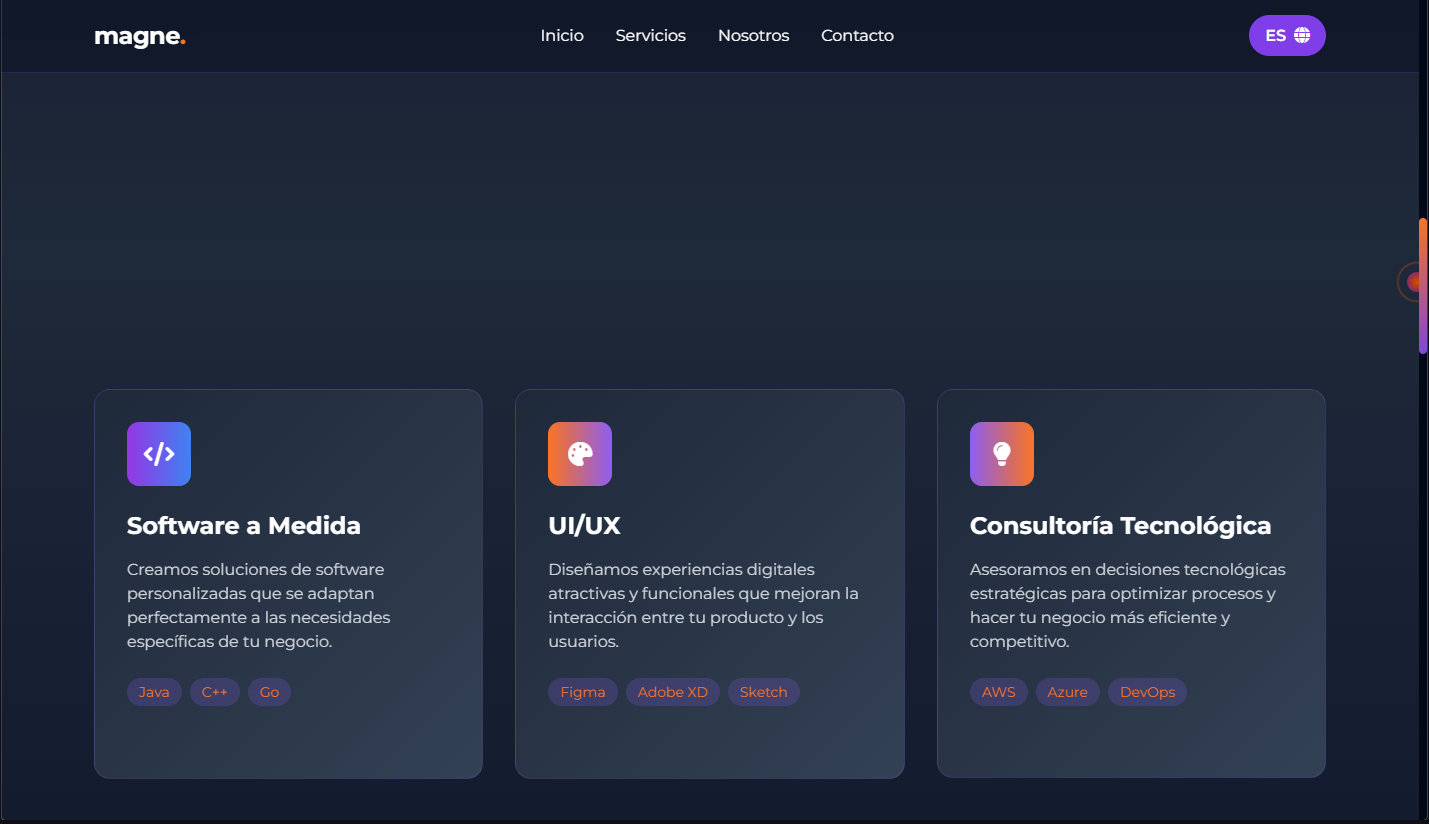 magne.
Inicio
Servicios
Nosotros
Contacto
ES
Software a Medida
Creamos soluciones de software
personalizadas que se adaptan
perfectamente a las necesidades
específicas de tu negocio.
Java
C++
Go
UI/UX
Diseñamos experiencias digitales
atractivas y funcionales que mejoran la
interacción entre tu producto y los
usuarios.
Figma
Adobe XD
Sketch
Consultoría Tecnológica
Asesoramos en decisiones tecnológicas
estratégicas para optimizar procesos y
hacer tu negocio más eficiente y
competitivo.
AWS
Azure
DevOps